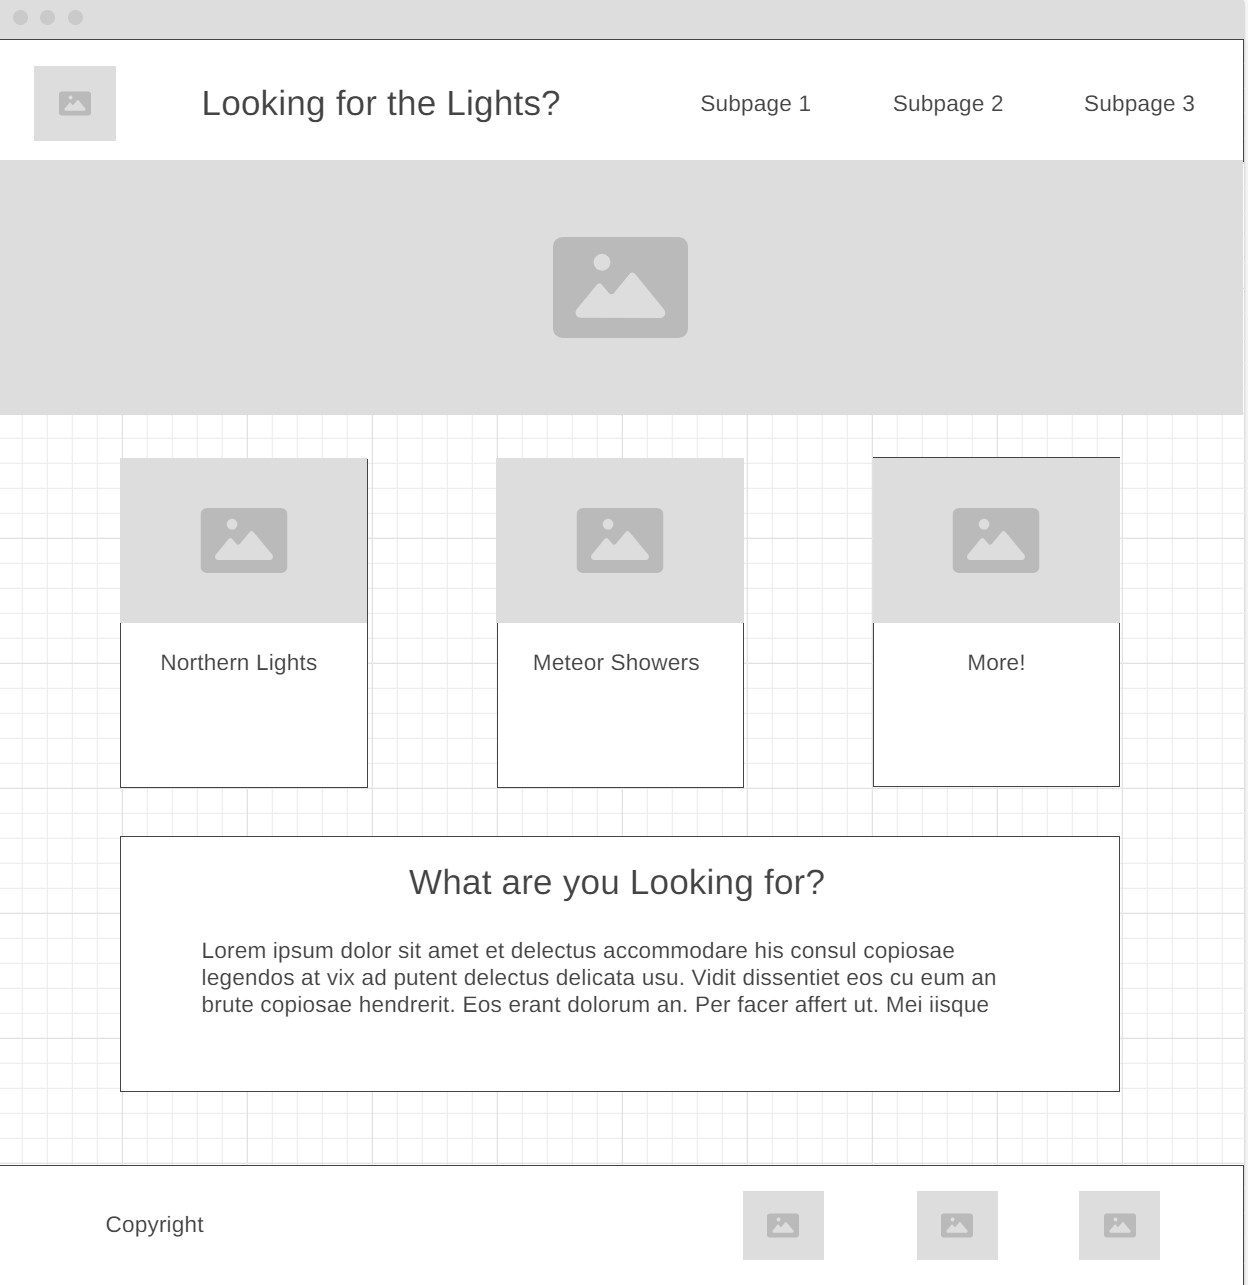 Looking for the Lights?
Subpage 1
Subpage 2
Subpage 3
Northern Lights
Meteor Showers
More!
What are you Looking for?
Lorem ipsum dolor sit amet et delectus accommodare his consul copiosae
legendos at vix ad putent delectus delicata usu. Vidit dissentiet eos cu eum an
brute copiosae hendrerit. Eos erant dolorum an. Per facer affert ut. Mei iisque
Copyright